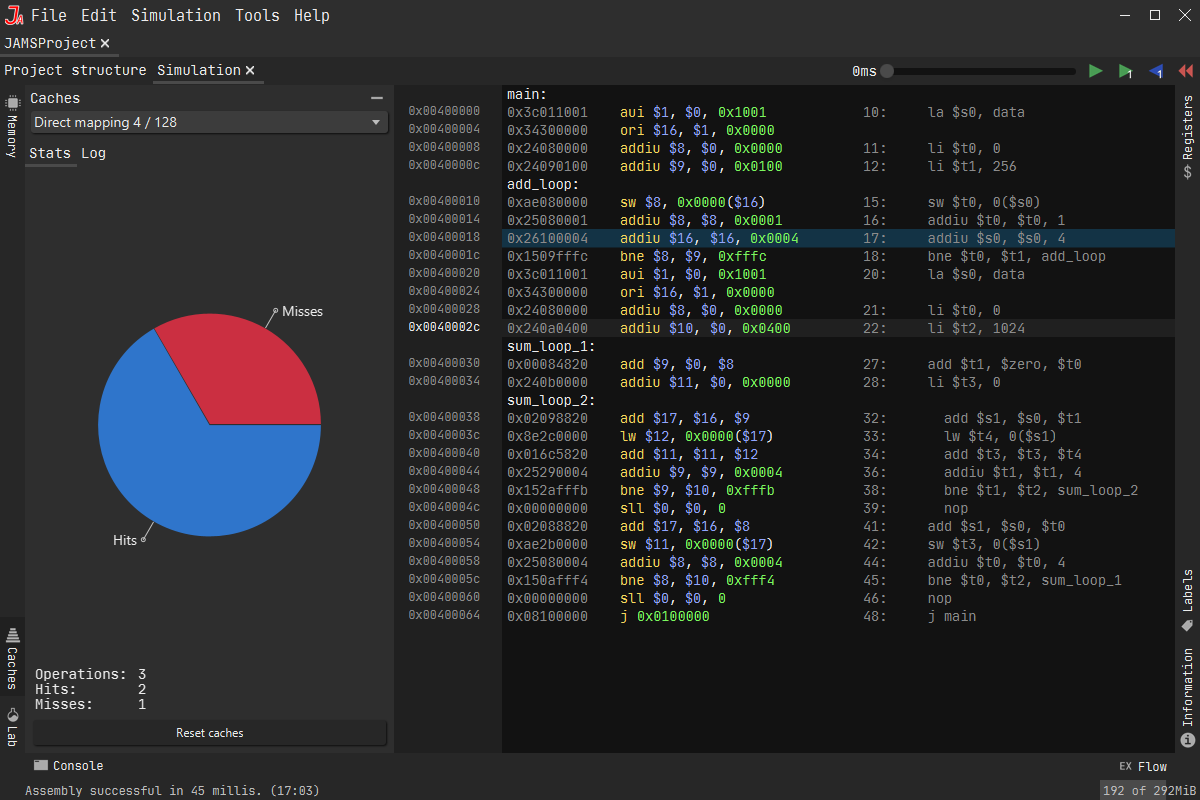 JA File Edit Simulation Tools Help
JAMSProject
Project structure Simulation 0ms 1 1
Memory
Caches
Direct mapping 4 / 128
Stats Log
Misses
Hits
Operations: 3
Hits: 2
Misses: 1
Reset caches
Caches
Lab
main:
0x00400000 0x3c011001 aui $1, $0, 0x1001 10: la $s0, data
0x00400004 0x34300000 ori $16, $1, 0x0000
0x00400008 0x24080000 addiu $8, $0, 0x0000 11: li $t0, 0
0x0040000c 0x24090100 addiu $9, $0, 0x0100 12: li $t1, 256
add_loop:
0x00400010 0xae080000 sw $8, 0x0000($16) 15: sw $t0, 0($s0)
0x00400014 0x25080001 addiu $8, $8, 0x0001 16: addiu $t0, $t0, 1
0x00400018 0x26100004 addiu $16, $16, 0x0004 17: addiu $s0, $s0, 4
0x0040001c 0x1509fffc bne $8, $9, 0xfffc 18: bne $t0, $t1, add_loop
0x00400020 0x3c011001 aui $1, $0, 0x1001 20: la $s0, data
0x00400024 0x34300000 ori $16, $1, 0x0000
0x00400028 0x24080000 addiu $8, $0, 0x0000 21: li $t0, 0
0x0040002c 0x240a0400 addiu $10, $0, 0x0400 22: li $t2, 1024
sum_loop_1:
0x00400030 0x00084820 add $9, $0, $8 27: add $t1, $zero, $t0
0x00400034 0x240b0000 addiu $11, $0, 0x0000 28: li $t3, 0
sum_loop_2:
0x00400038 0x02098820 add $17, $16, $9 32: add $s1, $s0, $t1
0x0040003c 0x8e2c0000 lw $12, 0x0000($17) 33: lw $t4, 0($s1)
0x00400040 0x016c5820 add $11, $11, $12 34: add $t3, $t3, $t4
0x00400044 0x25290004 addiu $9, $9, 0x0004 36: addiu $t1, $t1, 4
0x00400048 0x152afffb bne $9, $10, 0xfffb 38: bne $t1, $t2, sum_loop_2
0x0040004c 0x00000000 sll $0, $0, 0 39: nop
0x00400050 0x02088820 add $17, $16, $8 41: add $s1, $s0, $t0
0x00400054 0xae2b0000 sw $11, 0x0000($17) 42: sw $t3, 0($s1)
0x00400058 0x25080004 addiu $8, $8, 0x0004 44: addiu $t0, $t0, 4
0x0040005c 0x150afff4 bne $8, $10, 0xfff4 45: bne $t0, $t2, sum_loop_1
0x00400060 0x00000000 sll $0, $0, 0 46: nop
0x00400064 0x08100000 j 0x0100000 48: j main
Registers
$
Labels
Information
Console EX Flow
Assembly successful in 45 millis. (17:03) 192 of 292MiB